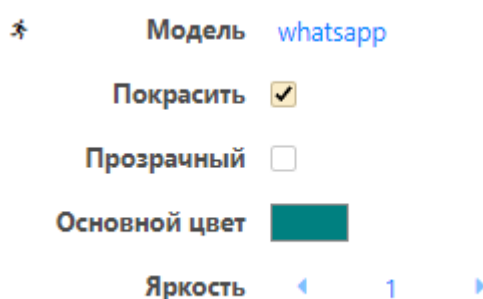 Модель whatsapp
Покрасить
Прозрачный
Основной цвет
Яркость 1